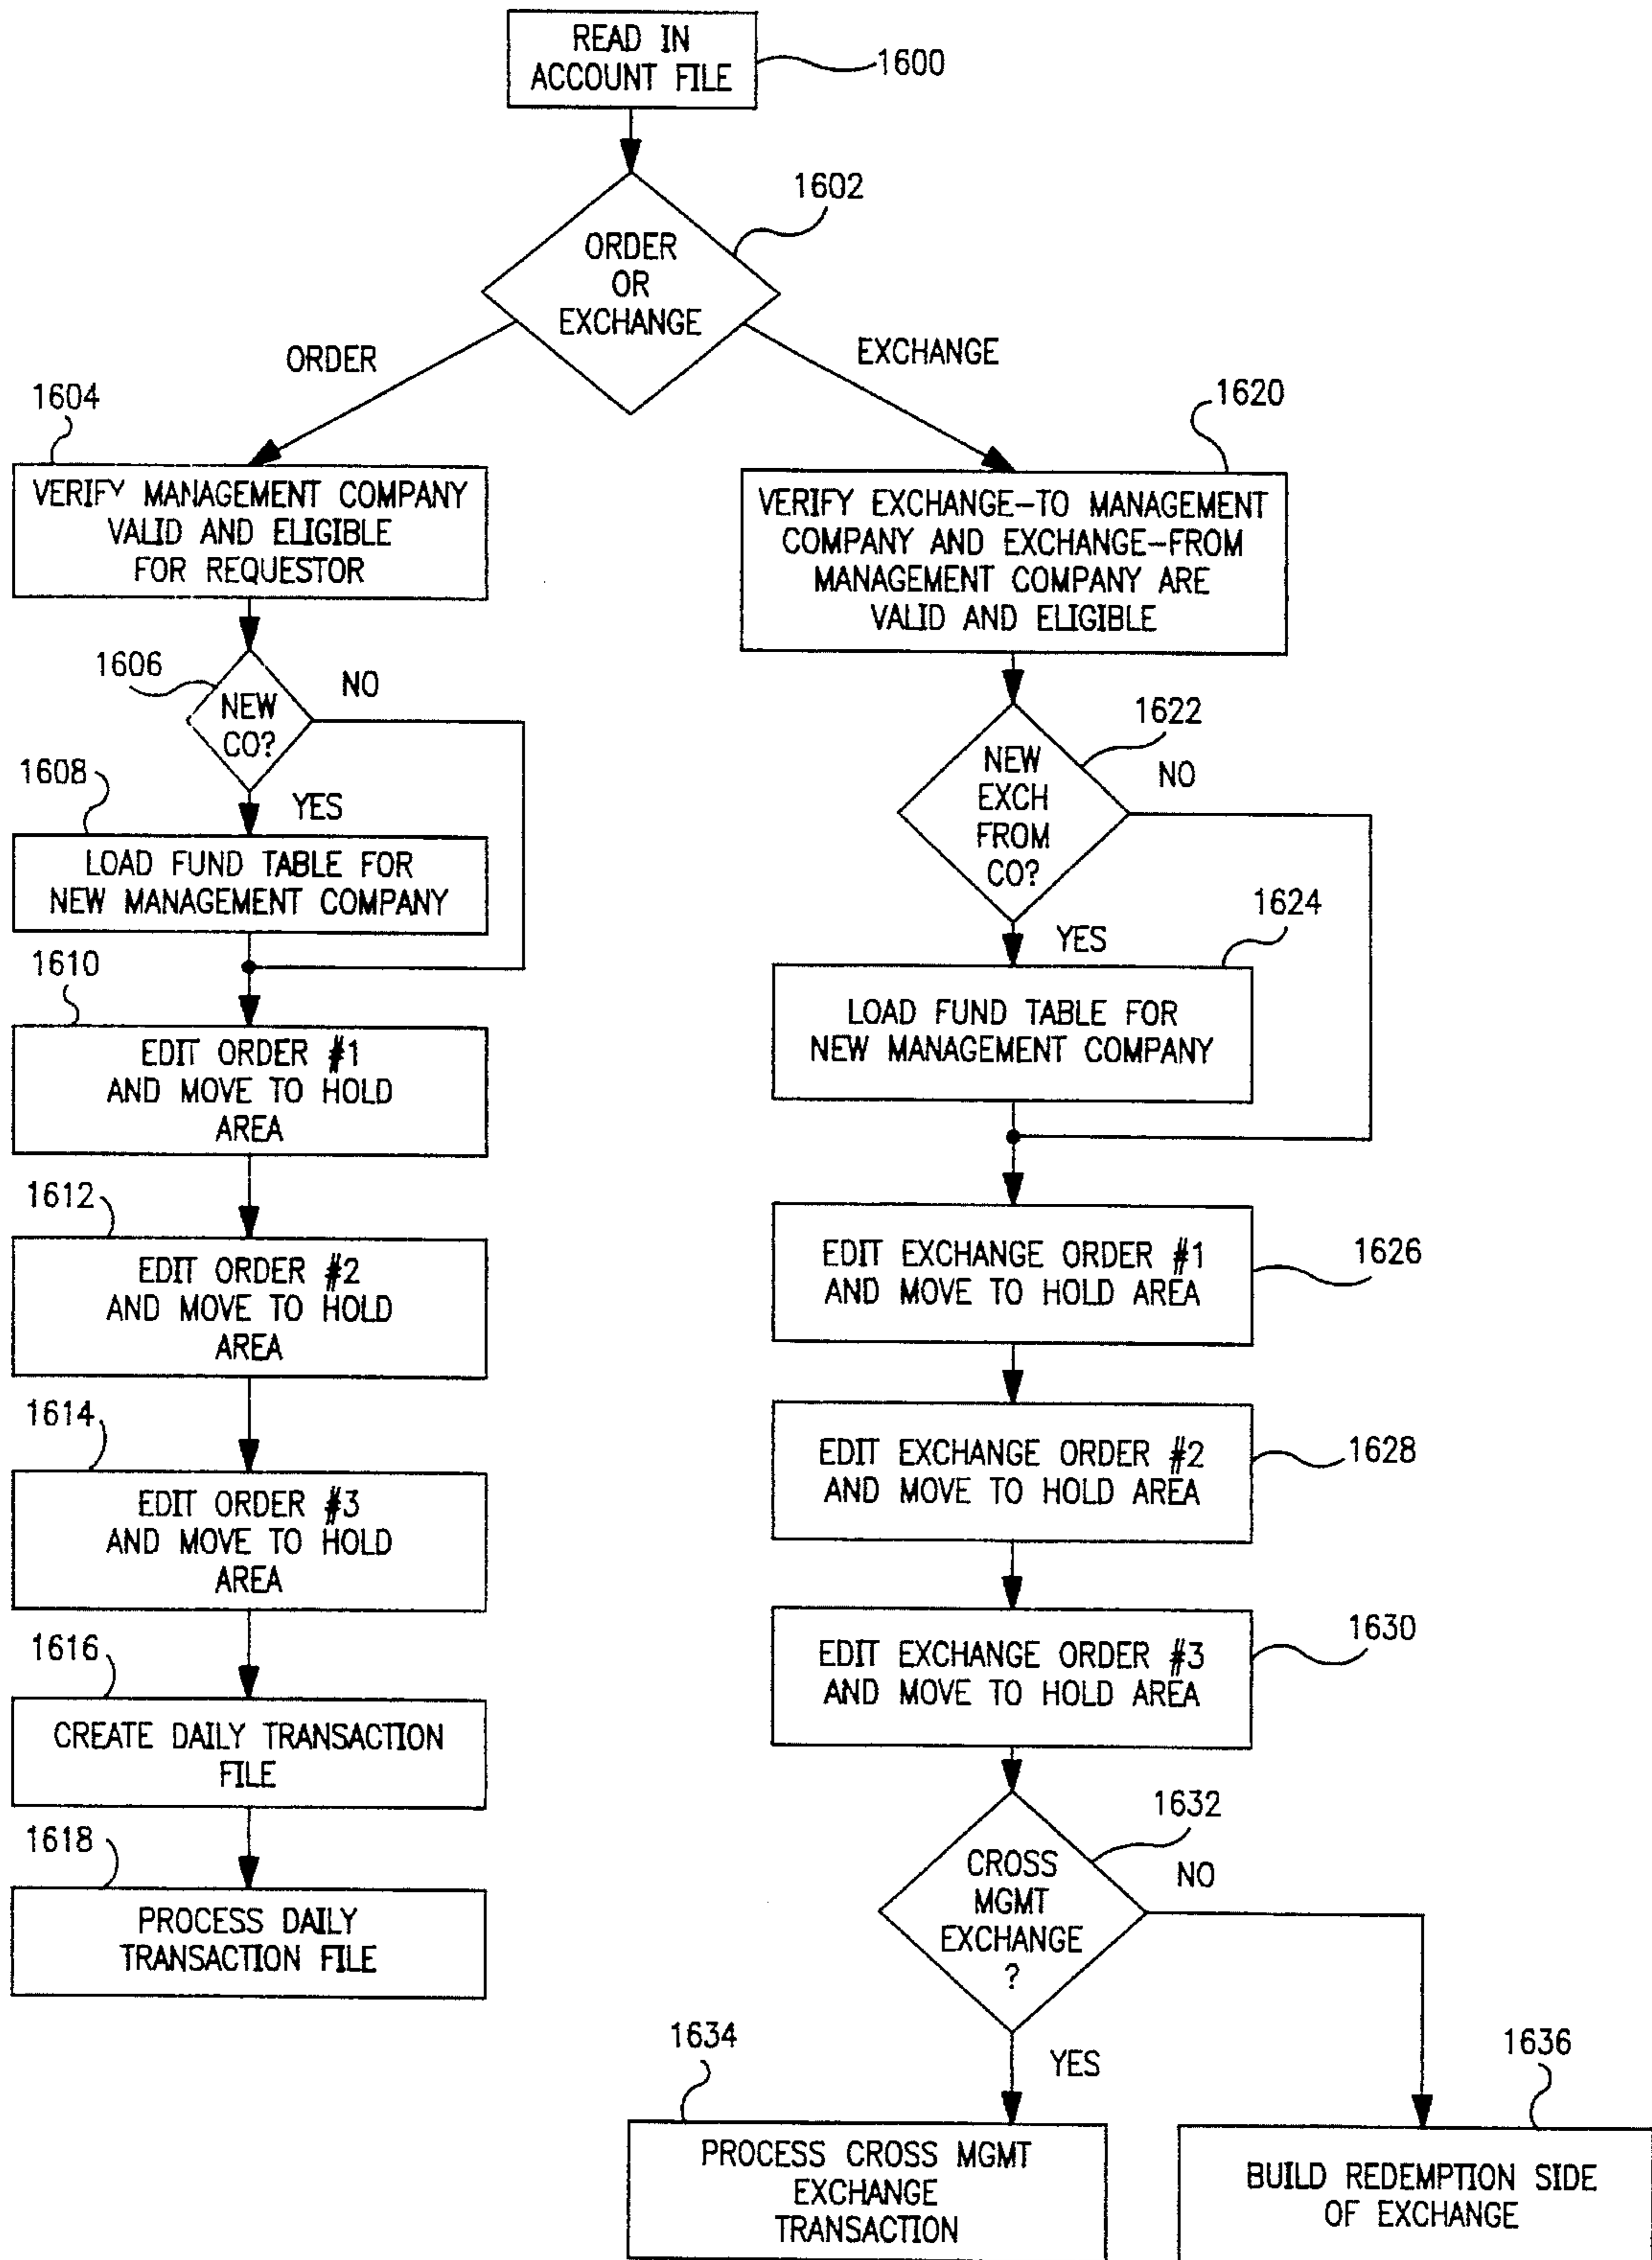 READ IN
ACCOUNT FILE
1600
1602
ORDER
OR
EXCHANGE
ORDER
EXCHANGE
1604
VERIFY MANAGEMENT COMPANY
VALID AND ELIGIBLE
FOR REQUESTOR
1606
NEW
CO?
NO
1608
YES
LOAD FUND TABLE FOR
NEW MANAGEMENT COMPANY
1610
EDIT ORDER #1
AND MOVE TO HOLD
AREA
1612
EDIT ORDER #2
AND MOVE TO HOLD
AREA
1614
EDIT ORDER #3
AND MOVE TO HOLD
AREA
1616
CREATE DAILY TRANSACTION
FILE
1618
PROCESS DAILY
TRANSACTION FILE
1620
VERIFY EXCHANGE-TO MANAGEMENT
COMPANY AND EXCHANGE-FROM
MANAGEMENT COMPANY ARE
VALID AND ELIGIBLE
1622
NEW
EXCH
FROM
CO?
NO
1624
YES
LOAD FUND TABLE FOR
NEW MANAGEMENT COMPANY
EDIT EXCHANGE ORDER #1
AND MOVE TO HOLD AREA
1626
EDIT EXCHANGE ORDER #2
AND MOVE TO HOLD AREA
1628
EDIT EXCHANGE ORDER #3
AND MOVE TO HOLD AREA
1630
1632
CROSS
MGMT
EXCHANGE
?
NO
1634
YES
1636
PROCESS CROSS MGMT
EXCHANGE
TRANSACTION
BUILD REDEMPTION SIDE
OF EXCHANGE